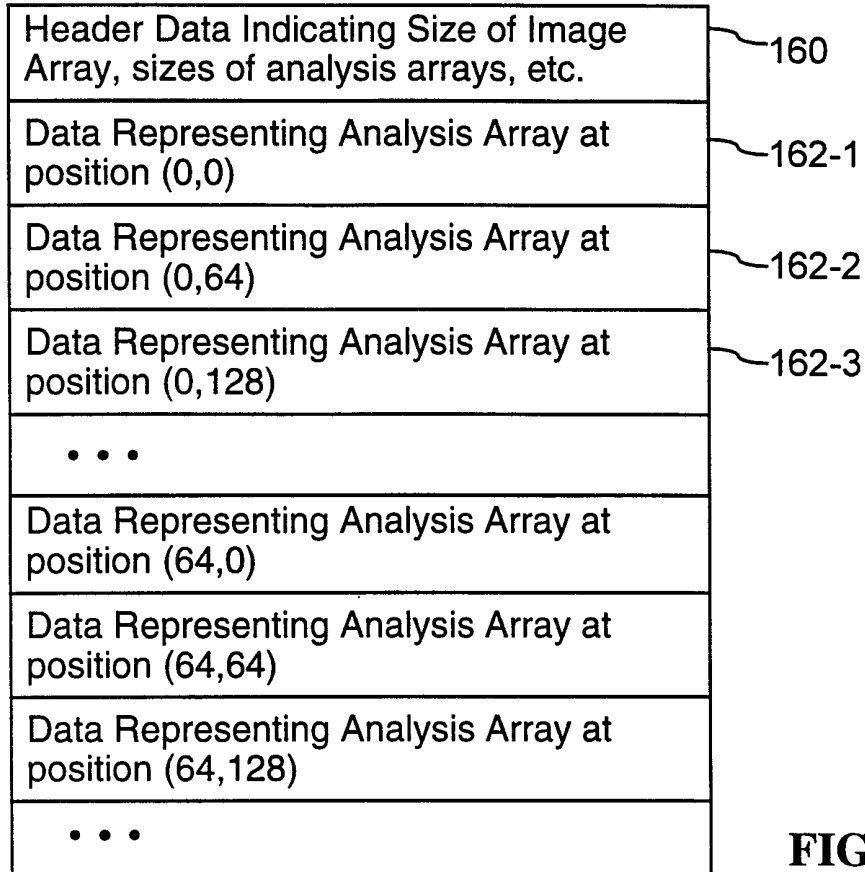 Header Data Indicating Size of Image
Array, sizes of analysis arrays, etc.
160
Data Representing Analysis Array at
position (0,0)
162-1
Data Representing Analysis Array at
position (0,64)
162-2
Data Representing Analysis Array at
position (0,128)
162-3
• • •
Data Representing Analysis Array at
position (64,0)
Data Representing Analysis Array at
position (64,64)
Data Representing Analysis Array at
position (64,128)
• • •
FIG